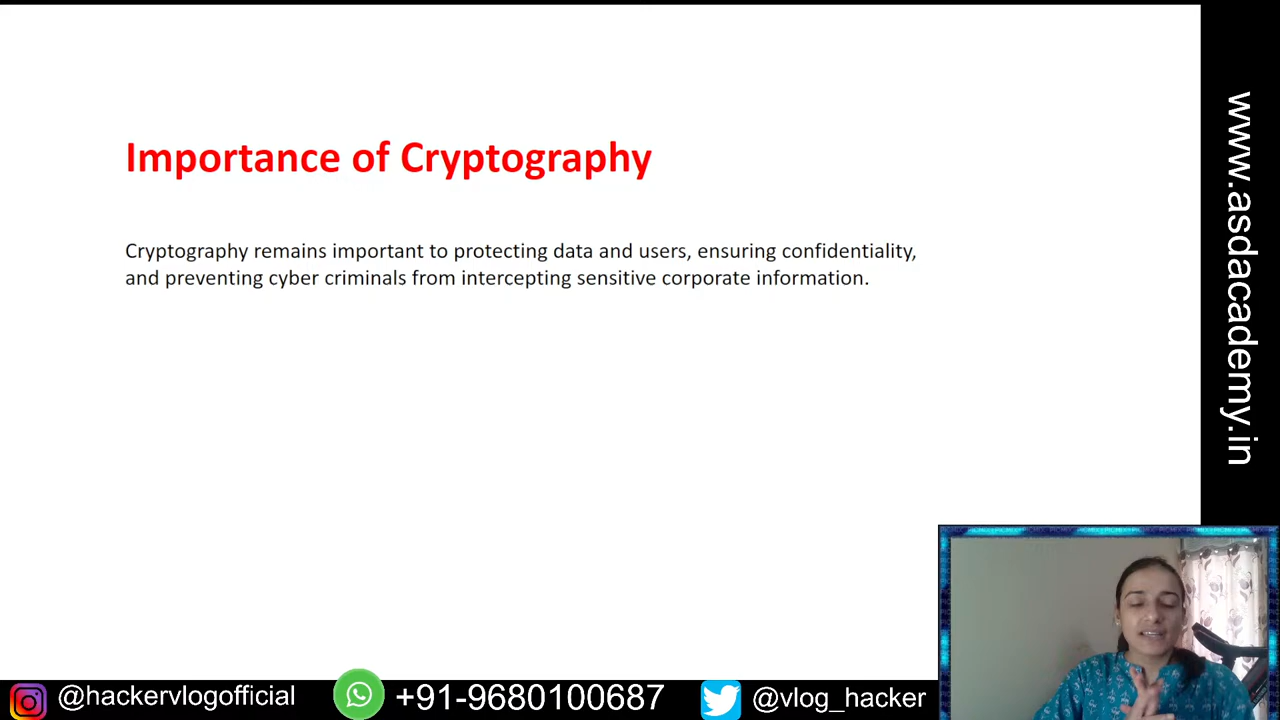 Importance of Cryptography
Cryptography remains important to protecting data and users, ensuring confidentiality,
and preventing cyber criminals from intercepting sensitive corporate information.
www.asdacademy.in
@hackervlogofficial
+91-9680100687
@vlog_hacker